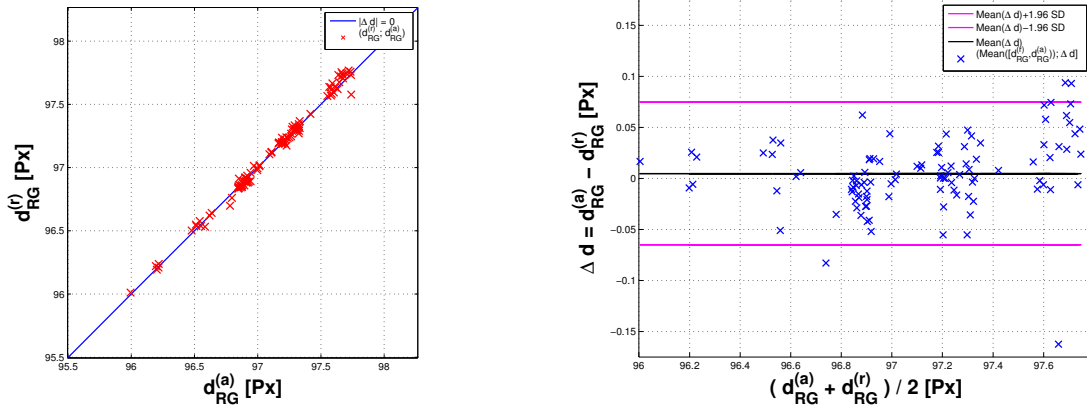 98
97.5
97
96.5
96
95.5
95.5 96 96.5 97 97.5 98
d_RG^(r) [Px]
d_RG^(a) [Px]
|Δ d| = 0
(d_RG^(r); d_RG^(a))
0.15
0.1
0.05
0
−0.05
−0.1
−0.15
96 96.2 96.4 96.6 96.8 97 97.2 97.4 97.6
Δ d = d_RG^(a) − d_RG^(r) [Px]
( d_RG^(a) + d_RG^(r) ) / 2 [Px]
Mean(Δ d)+1.96 SD
Mean(Δ d)−1.96 SD
Mean(Δ d)
(Mean([d_RG^(r), d_RG^(a)]); Δ d]